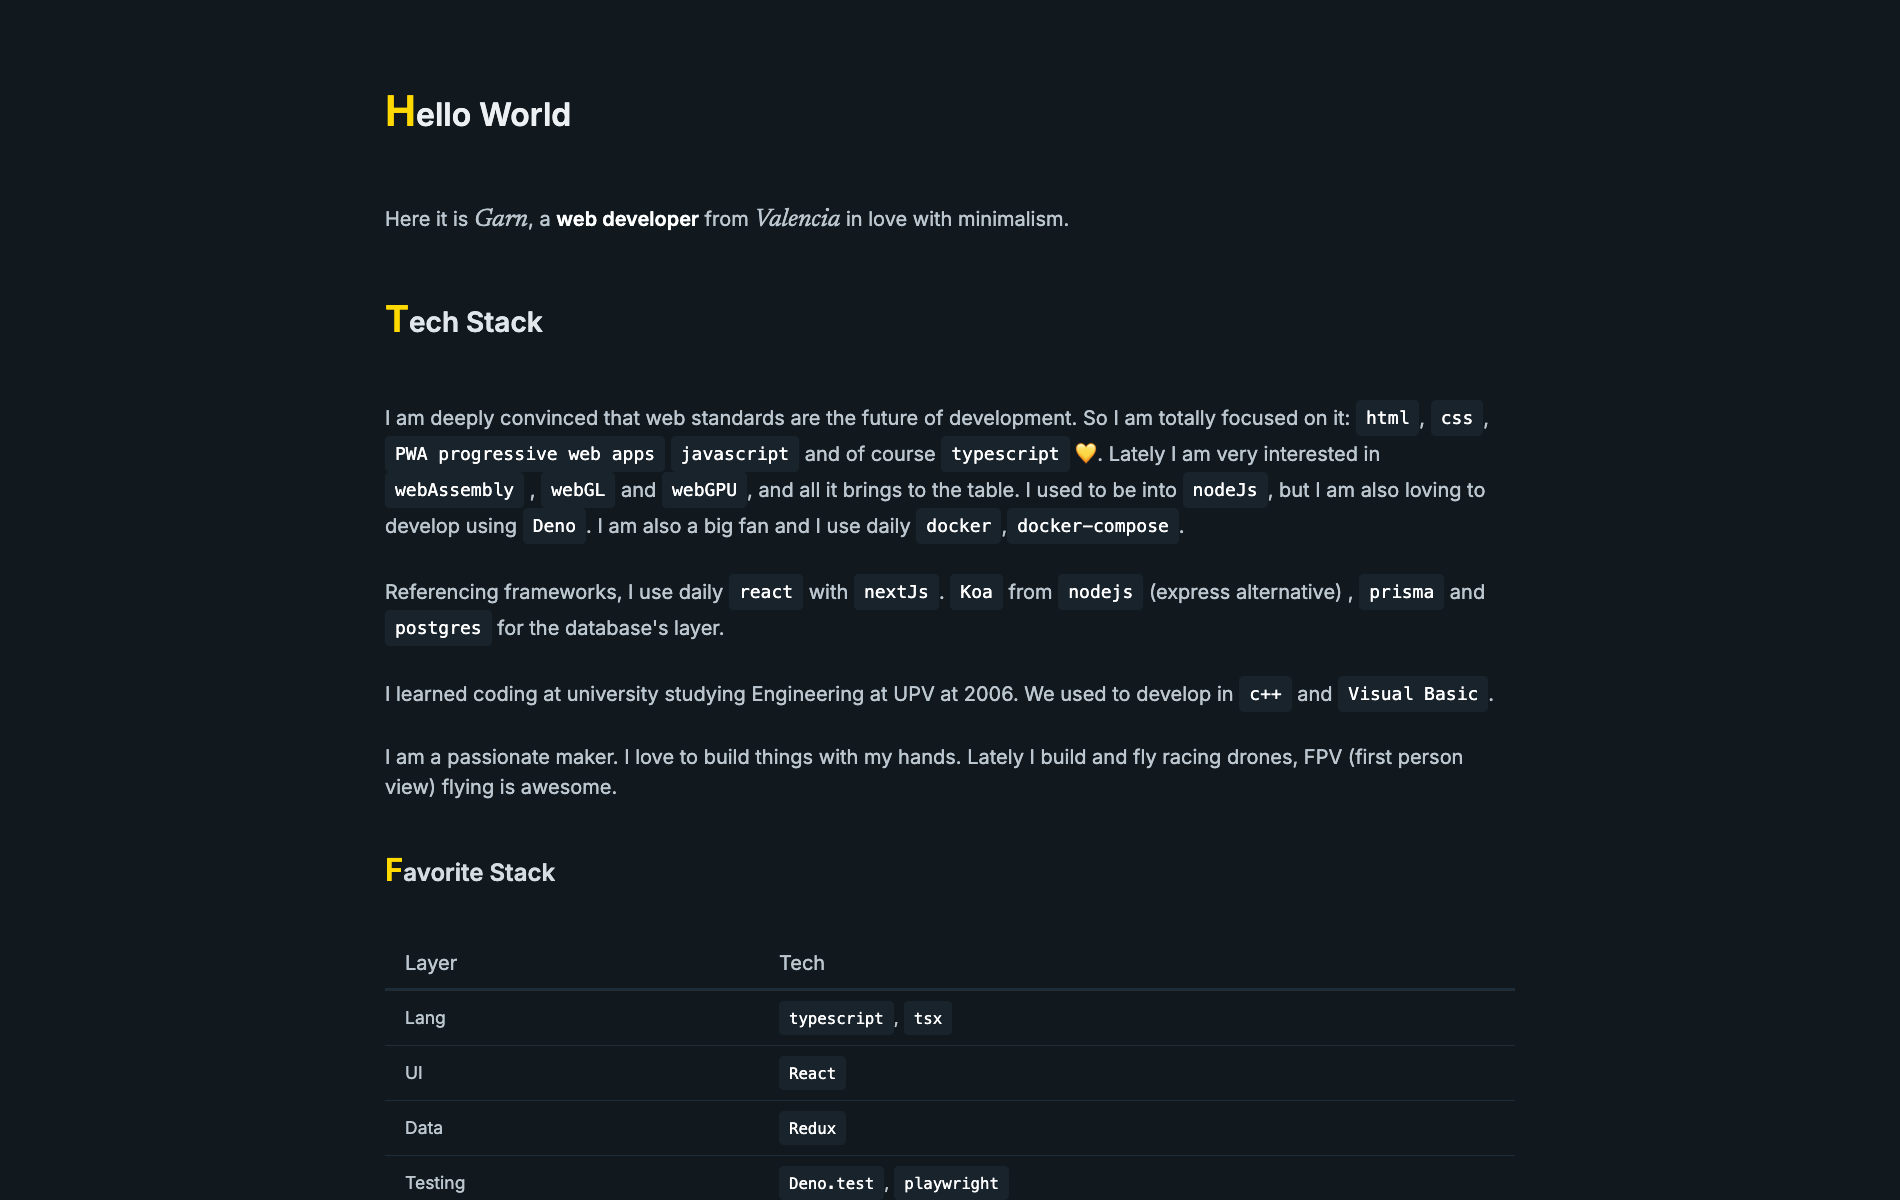 Hello World
Here it is Garn, a web developer from Valencia in love with minimalism.
Tech Stack
I am deeply convinced that web standards are the future of development. So I am totally focused on it: html , css ,
PWA progressive web apps javascript and of course typescript 💛. Lately I am very interested in
webAssembly , webGL and webGPU , and all it brings to the table. I used to be into nodeJs , but I am also loving to
develop using Deno . I am also a big fan and I use daily docker , docker-compose .
Referencing frameworks, I use daily react with nextJs . Koa from nodejs (express alternative) , prisma and
postgres for the database's layer.
I learned coding at university studying Engineering at UPV at 2006. We used to develop in c++ and Visual Basic .
I am a passionate maker. I love to build things with my hands. Lately I build and fly racing drones, FPV (first person
view) flying is awesome.
Favorite Stack
Layer Tech
Lang typescript , tsx
UI React
Data Redux
Testing Deno.test , playwright